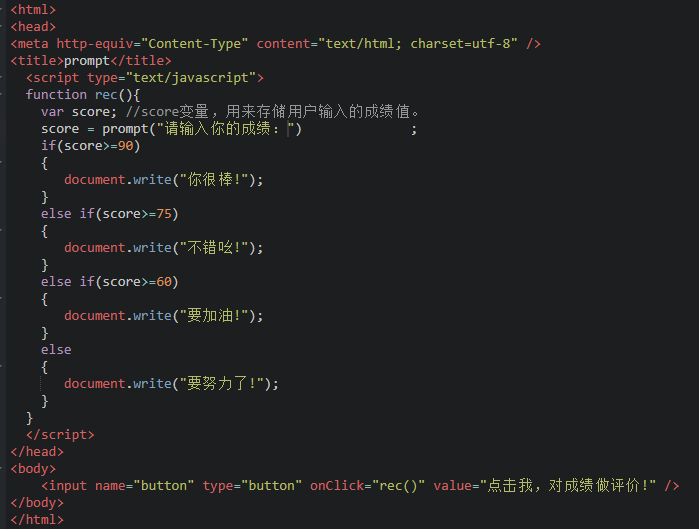 <html>
<head>
<meta http-equiv="Content-Type" content="text/html; charset=utf-8" />
<title>prompt</title>
  <script type="text/javascript">
  function rec(){
    var score; //score变量，用来存储用户输入的成绩值。
    score = prompt("请输入你的成绩：")              ;
    if(score>=90)
    {
       document.write("你很棒!");
    }
    else if(score>=75)
    {
       document.write("不错吆!");
    }
    else if(score>=60)
    {
       document.write("要加油!");
    }
    else
    {
       document.write("要努力了!");
    }
  }
  </script>
</head>
<body>
    <input name="button" type="button" onClick="rec()" value="点击我，对成绩做评价!" />
</body>
</html>